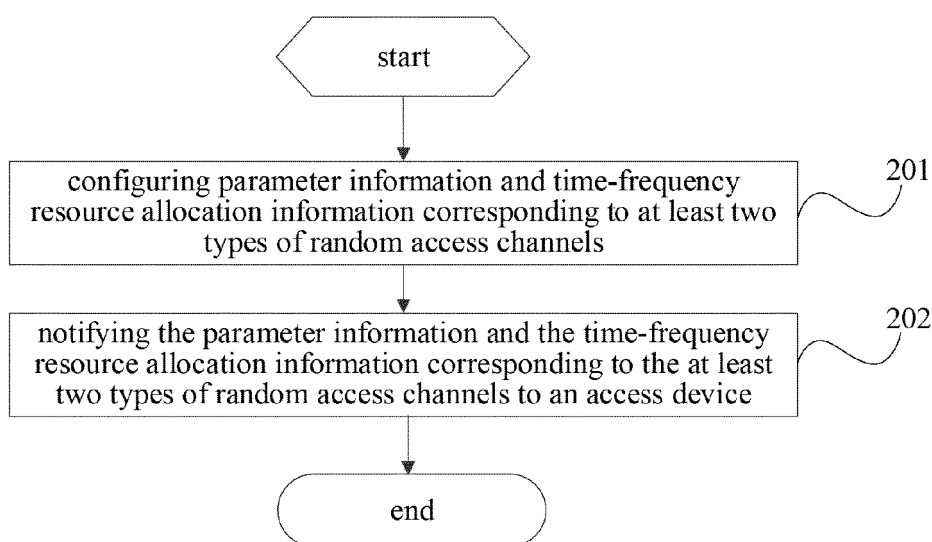 start
configuring parameter information and time-frequency
resource allocation information corresponding to at least two
types of random access channels
201
notifying the parameter information and the time-frequency
resource allocation information corresponding to the at least
two types of random access channels to an access device
202
end